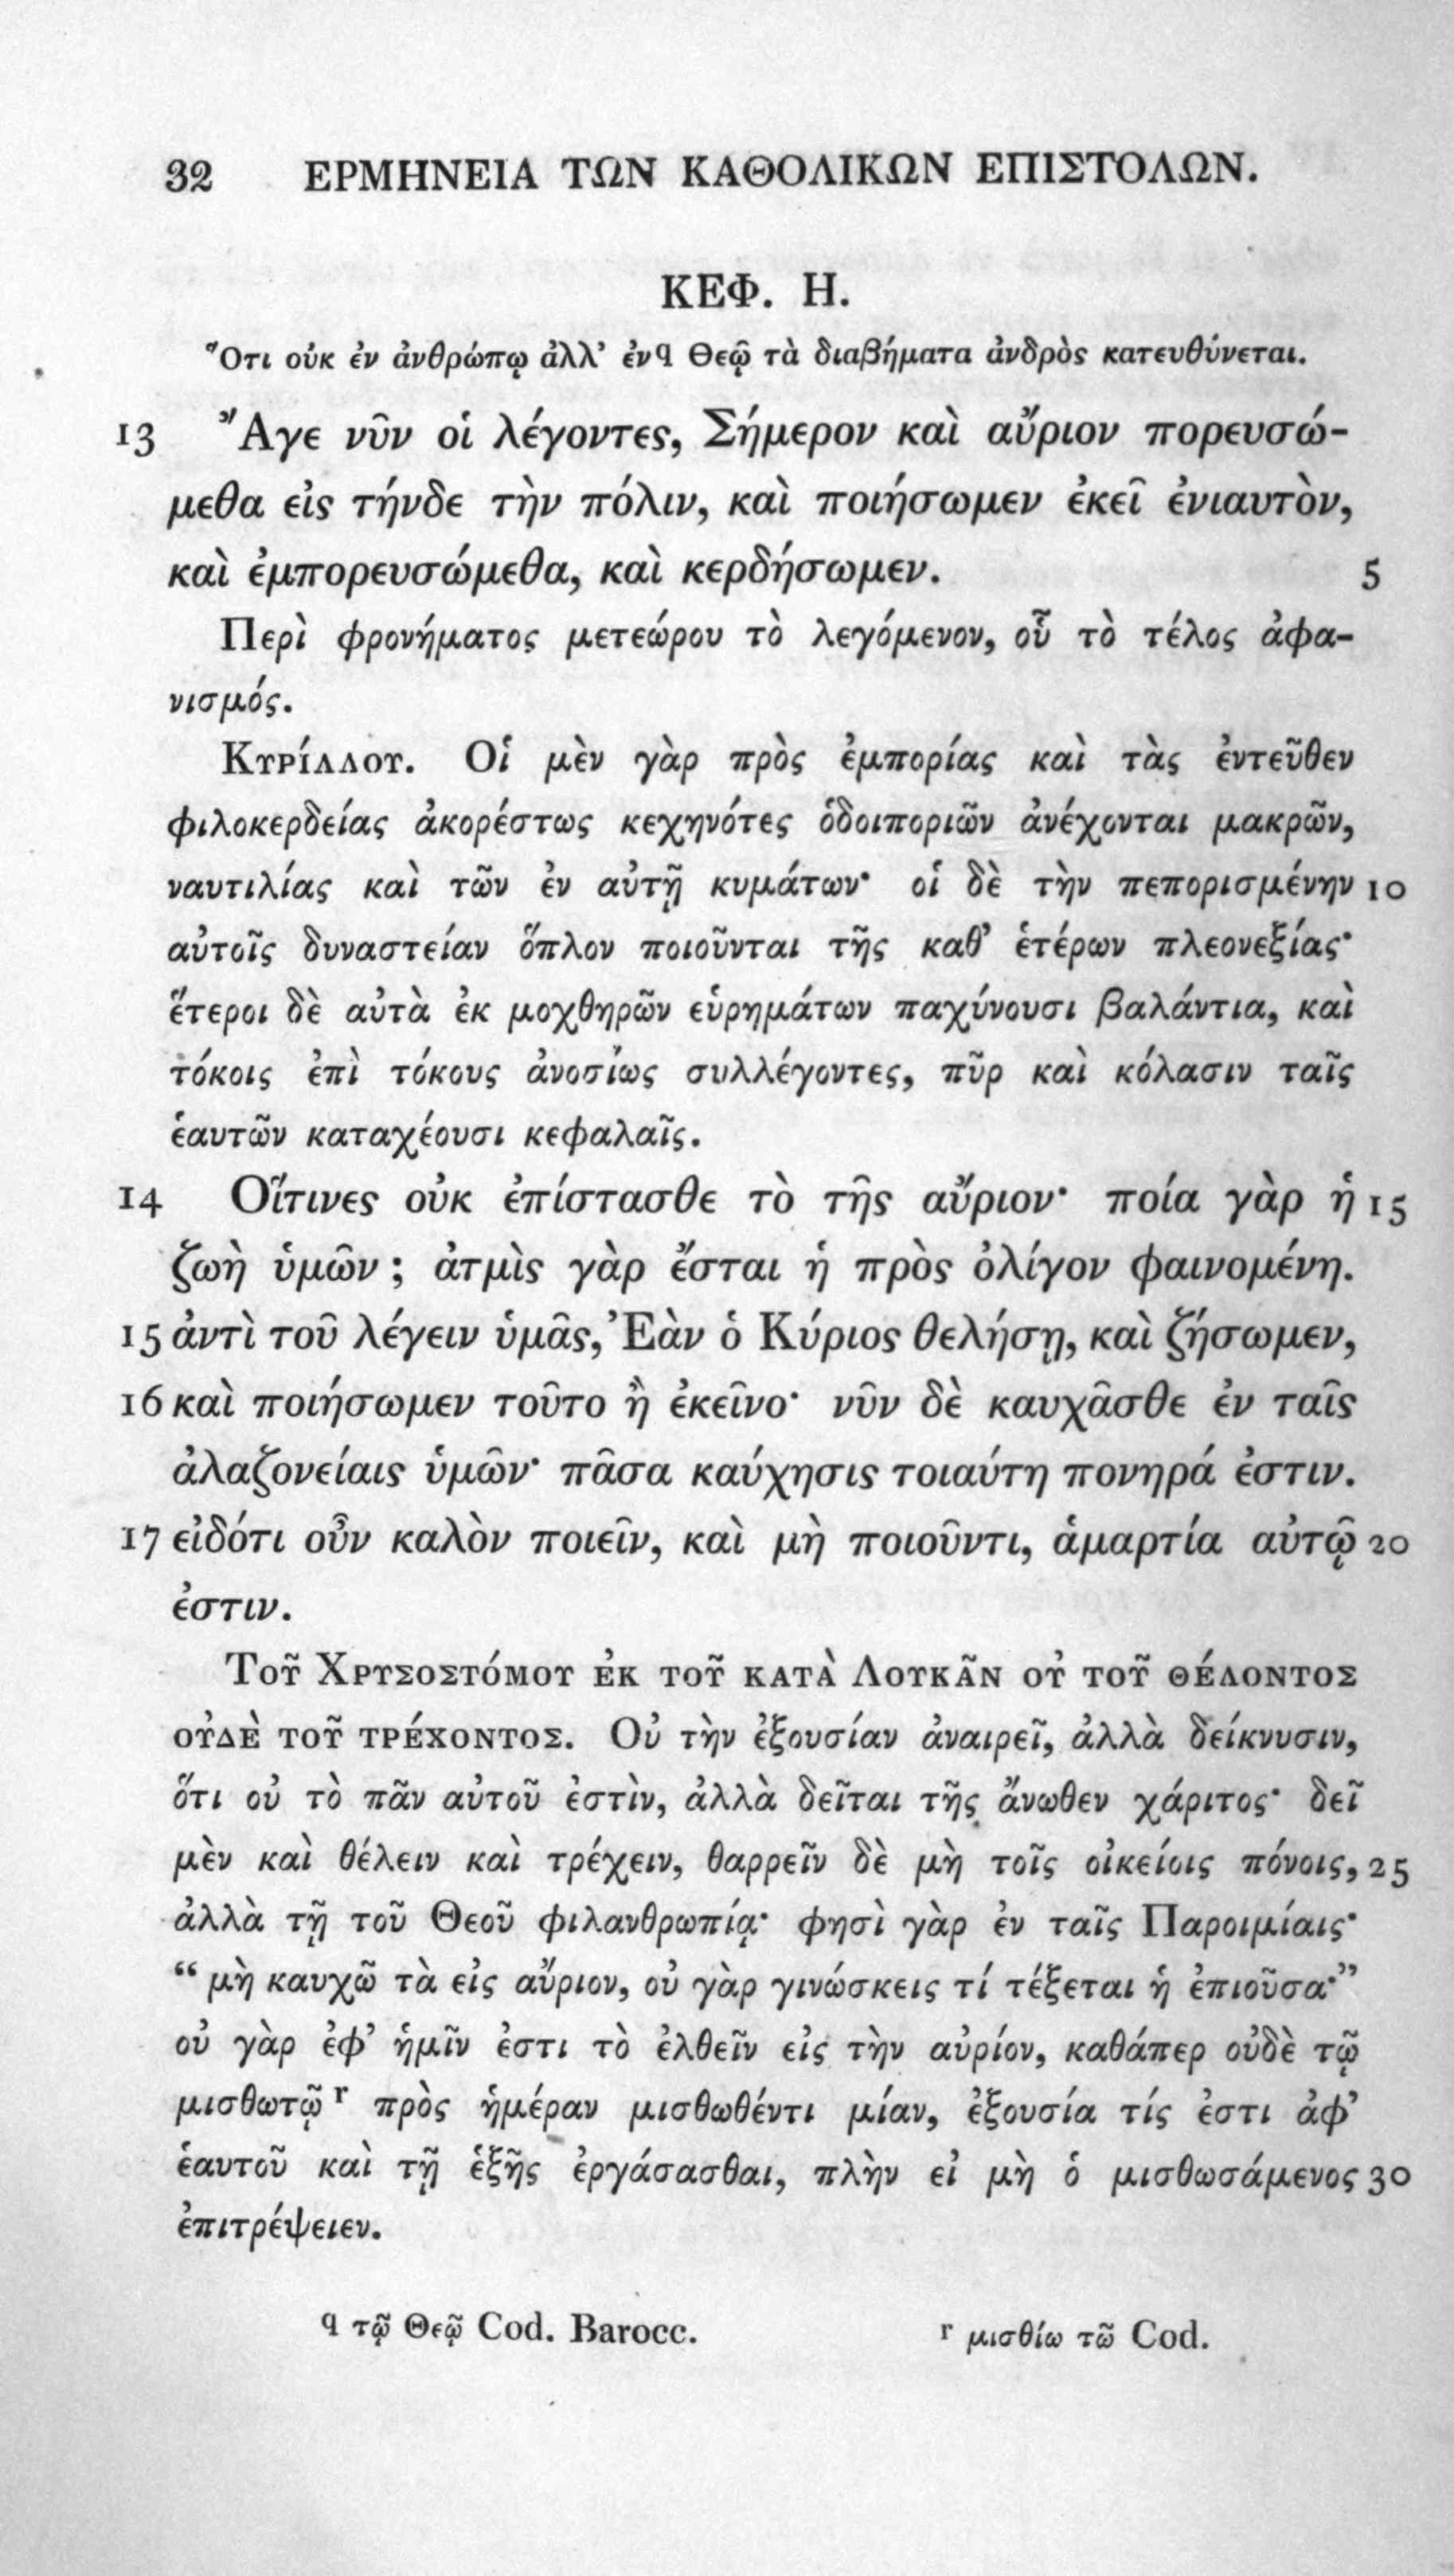 32 ΕΡΜΗΝΕΙΑ ΤΩΝ ΚΑΘΟΛΙΚΩΝ ΕΠΙΣΤΟΛΩΝ.
ΚΕΦ. Η.
Ὅτι οὐκ ἐν ἀνθρώπῳ ἀλλ’ ἐν q Θεῷ τὰ διαβήματα ἀνδρὸς κατευθύνεται.
13 Ἄγε νῦν οἱ λέγοντες, Σήμερον καὶ αὔριον πορευσώ-
μεθα εἰς τήνδε τὴν πόλιν, καὶ ποιήσωμεν ἐκεῖ ἐνιαυτὸν,
καὶ ἐμπορευσώμεθα, καὶ κερδήσωμεν. 5
Περὶ φρονήματος μετεώρου τὸ λεγόμενον, οὗ τὸ τέλος ἀφα-
νισμός.
ΚΥΡΊΛΛΟΥ. Οἱ μὲν γὰρ πρὸς ἐμπορίας καὶ τὰς ἐντεῦθεν
φιλοκερδείας ἀκορέστως κεχηνότες ὁδοιποριῶν ἀνέχονται μακρῶν,
ναυτιλίας καὶ τῶν ἐν αὐτῇ κυμάτων· οἱ δὲ τὴν πεπορισμένην 10
αὐτοῖς δυναστείαν ὅπλον ποιοῦνται τῆς καθ’ ἑτέρων πλεονεξίας·
ἕτεροι δὲ αὐτὰ ἐκ μοχθηρῶν εὑρημάτων παχύνουσι βαλάντια, καὶ
τόκοις ἐπὶ τόκους ἀνοσίως συλλέγοντες, πῦρ καὶ κόλασιν ταῖς
ἑαυτῶν καταχέουσι κεφαλαῖς.
14 Οἵτινες οὐκ ἐπίστασθε τὸ τῆς αὔριον· ποία γὰρ ἡ 15
ζωὴ ὑμῶν ; ἀτμὶς γὰρ ἔσται ἡ πρὸς ὀλίγον φαινομένη.
15 ἀντὶ τοῦ λέγειν ὑμᾶς, Ἐὰν ὁ Κύριος θελήσῃ, καὶ ζήσωμεν,
16 καὶ ποιήσωμεν τοῦτο ἢ ἐκεῖνο· νῦν δὲ καυχᾶσθε ἐν ταῖς
ἀλαζονείαις ὑμῶν· πᾶσα καύχησις τοιαύτη πονηρά ἐστιν.
17 εἰδότι οὖν καλὸν ποιεῖν, καὶ μὴ ποιοῦντι, ἁμαρτία αὐτῷ 20
ἐστιν.
ΤΟΥ͂ ΧΡΥΣΟΣΤΌΜΟΥ ἘΚ ΤΟΥ͂ ΚΑΤᾺ ΛΟΥΚΑ͂Ν ΟΥ̓ ΤΟΥ͂ ΘΈΛΟΝΤΟΣ
ΟΥ̓ΔῈ ΤΟΥ͂ ΤΡΈΧΟΝΤΟΣ. Οὐ τὴν ἐξουσίαν ἀναιρεῖ, ἀλλὰ δείκνυσιν,
ὅτι οὐ τὸ πᾶν αὐτοῦ ἐστὶν, ἀλλὰ δεῖται τῆς ἄνωθεν χάριτος· δεῖ
μὲν καὶ θέλειν καὶ τρέχειν, θαρρεῖν δὲ μὴ τοῖς οἰκείοις πόνοις, 25
ἀλλὰ τῇ τοῦ Θεοῦ φιλανθρωπίᾳ· φησὶ γὰρ ἐν ταῖς Παροιμίαις·
“ μὴ καυχῶ τὰ εἰς αὔριον, οὐ γὰρ γινώσκεις τί τέξεται ἡ ἐπιοῦσα·”
οὐ γὰρ ἐφ’ ἡμῖν ἐστι τὸ ἐλθεῖν εἰς τὴν αὐρίον, καθάπερ οὐδὲ τῷ
μισθωτῷ r πρὸς ἡμέραν μισθωθέντι μίαν, ἐξουσία τίς ἐστι ἀφ’
ἑαυτοῦ καὶ τῇ ἑξῆς ἐργάσασθαι, πλὴν εἰ μὴ ὁ μισθωσάμενος 30
ἐπιτρέψειεν.
q τῷ Θεῷ Cod. Barocc. r μισθίω τῶ Cod.